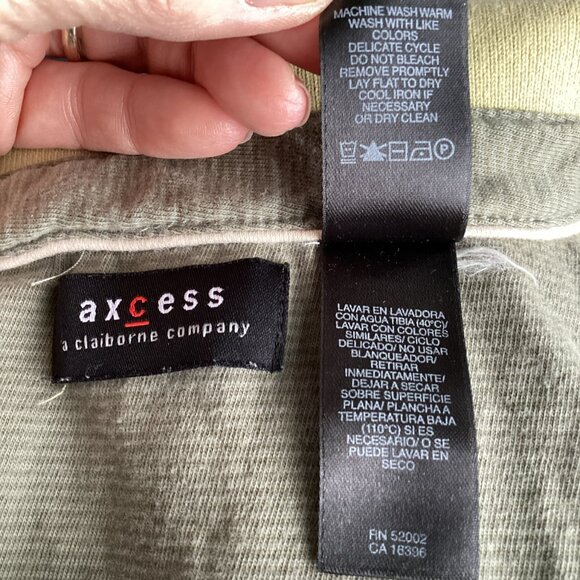 MACHINE WASH WARM
WASH WITH LIKE
COLORS
DELICATE CYCLE
DO NOT BLEACH
REMOVE PROMPTLY
LAY FLAT TO DRY
COOL IRON IF
NECESSARY
OR DRY CLEAN
P
axcess
a claiborne company
LAVAR EN LAVADORA
CON AGUA TIBIA (40°C)/
LAVAR CON COLORES
SIMILARES/ CICLO
DELICADO/ NO USAR
BLANQUEADOR/
RETIRAR
INMEDIATAMENTE/
DEJAR A SECAR
SOBRE SUPERFICIE
PLANA/ PLANCHA A
TEMPERATURA BAJA
(110°C) SI ES
NECESARIO/ O SE
PUEDE LAVAR EN
SECO
RN 52002
CA 16396